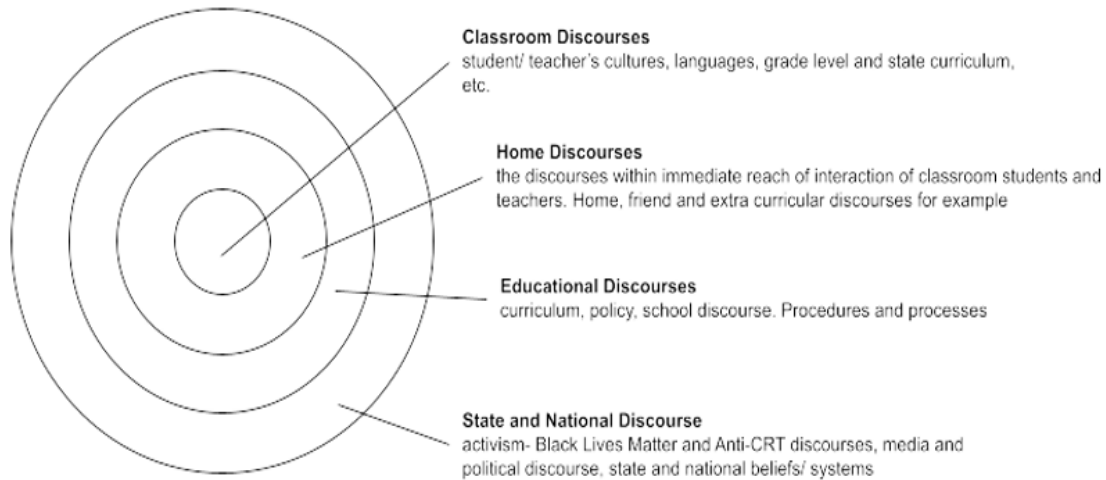 Classroom Discourses
student/ teacher's cultures, languages, grade level and state curriculum,
etc.
Home Discourses
the discourses within immediate reach of interaction of classroom students and
teachers. Home, friend and extra curricular discourses for example
Educational Discourses
curriculum, policy, school discourse. Procedures and processes
State and National Discourse
activism- Black Lives Matter and Anti-CRT discourses, media and
political discourse, state and national beliefs/ systems